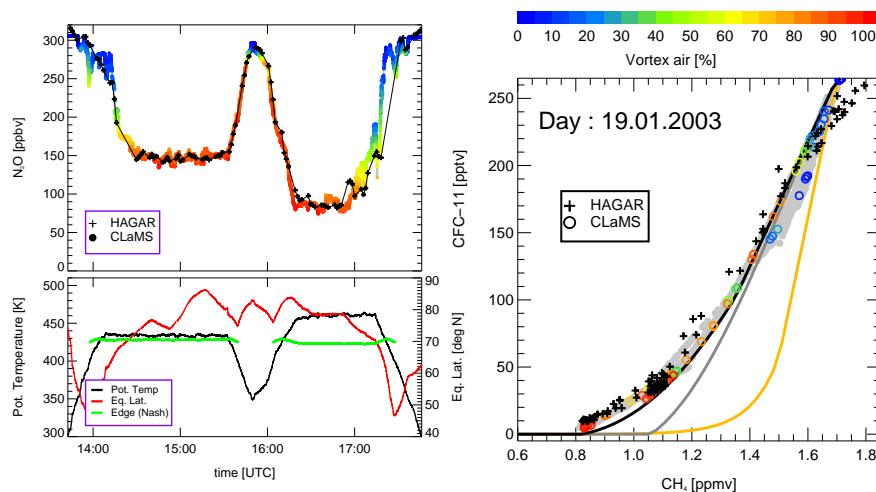 N2O [ppbv]
300
250
200
150
100
50
0
HAGAR
CLaMS
Pot. Temperature [K]
500
450
400
350
300
Pot. Temp
Eq. Lat.
Edge (Nash)
90
80
70
60
50
40
Eq. Lat. [deg N]
14:00 15:00 16:00 17:00
time [UTC]
0 10 20 30 40 50 60 70 80 90 100
Vortex air [%]
Day : 19.01.2003
HAGAR
CLaMS
CFC–11 [pptv]
250
200
150
100
50
0
0.6 0.8 1.0 1.2 1.4 1.6 1.8
CH4 [ppmv]